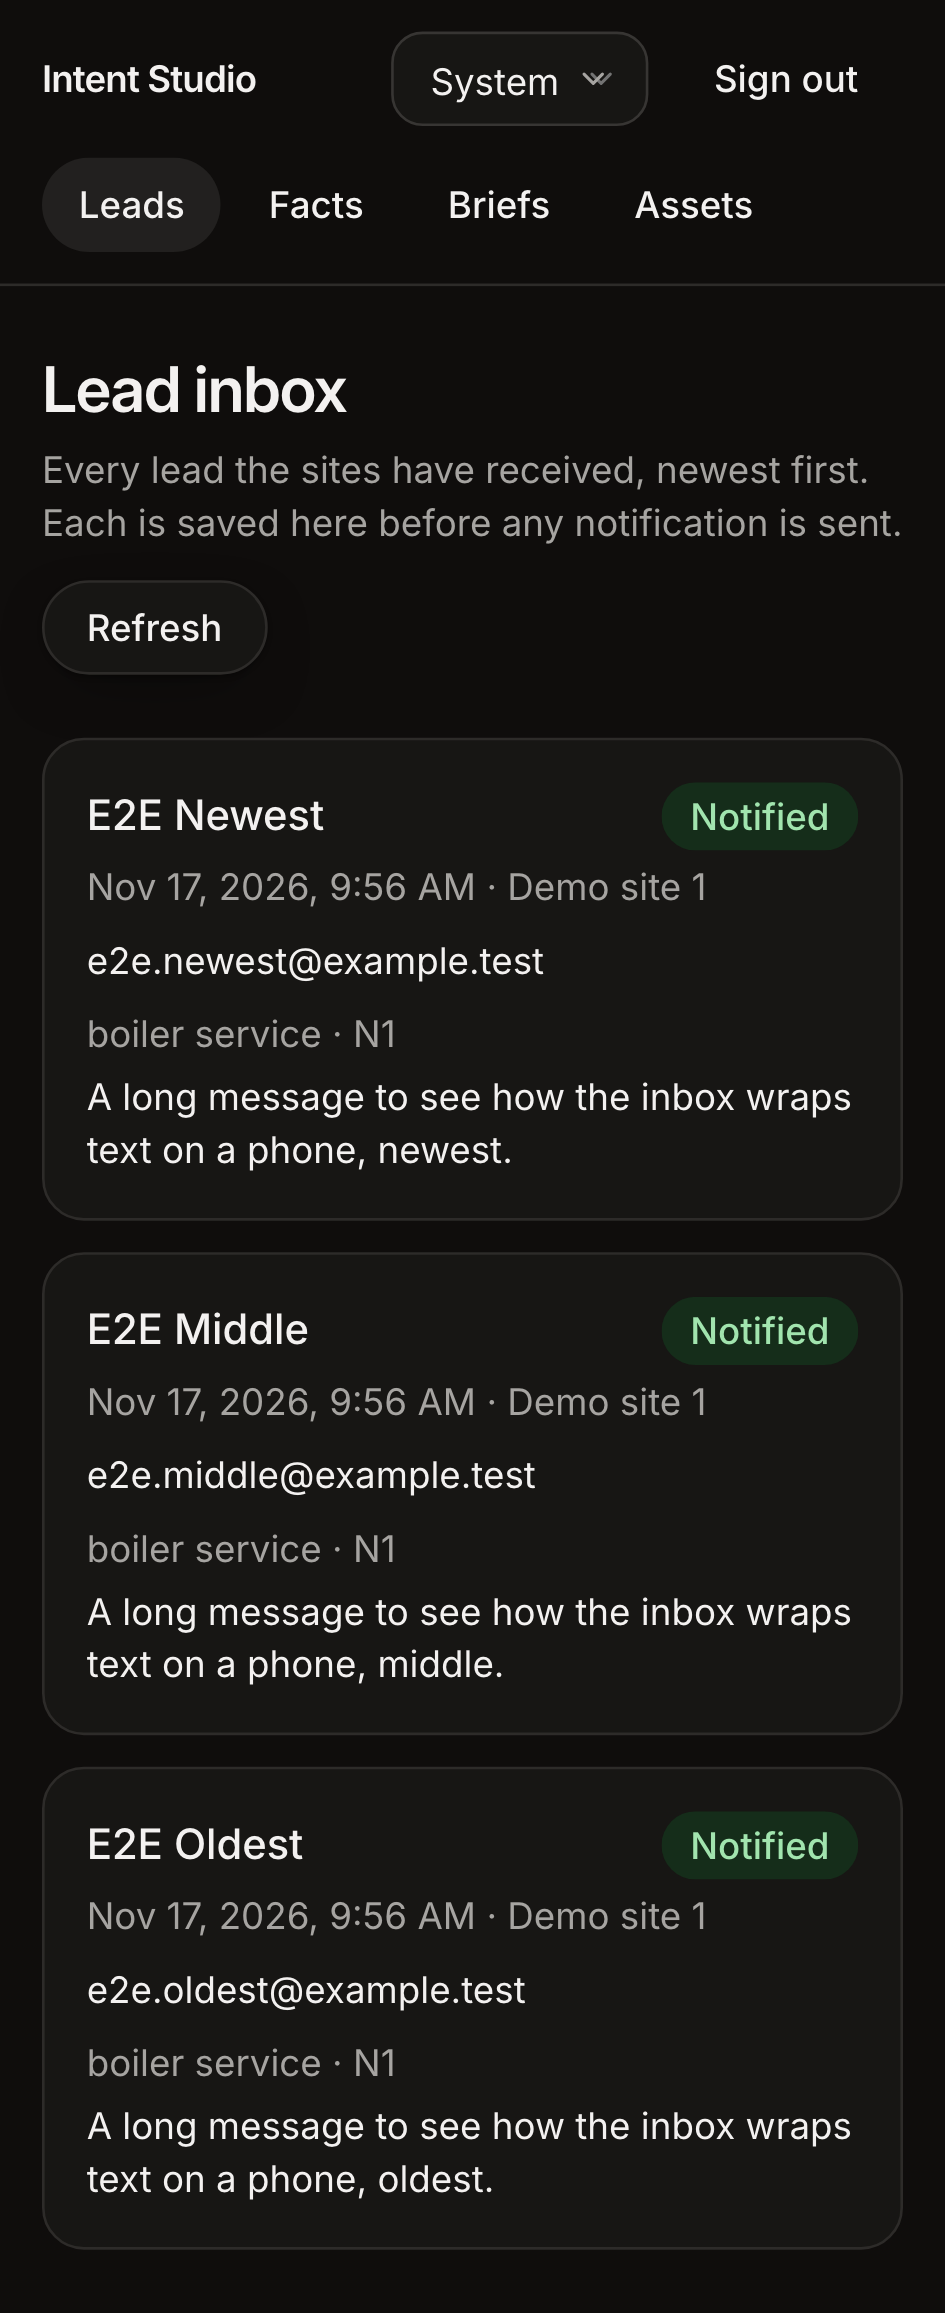 Intent Studio
System
Sign out
Leads
Facts
Briefs
Assets
Lead inbox
Every lead the sites have received, newest first.
Each is saved here before any notification is sent.
Refresh
E2E Newest
Notified
Nov 17, 2026, 9:56 AM · Demo site 1
e2e.newest@example.test
boiler service · N1
A long message to see how the inbox wraps
text on a phone, newest.
E2E Middle
Notified
Nov 17, 2026, 9:56 AM · Demo site 1
e2e.middle@example.test
boiler service · N1
A long message to see how the inbox wraps
text on a phone, middle.
E2E Oldest
Notified
Nov 17, 2026, 9:56 AM · Demo site 1
e2e.oldest@example.test
boiler service · N1
A long message to see how the inbox wraps
text on a phone, oldest.